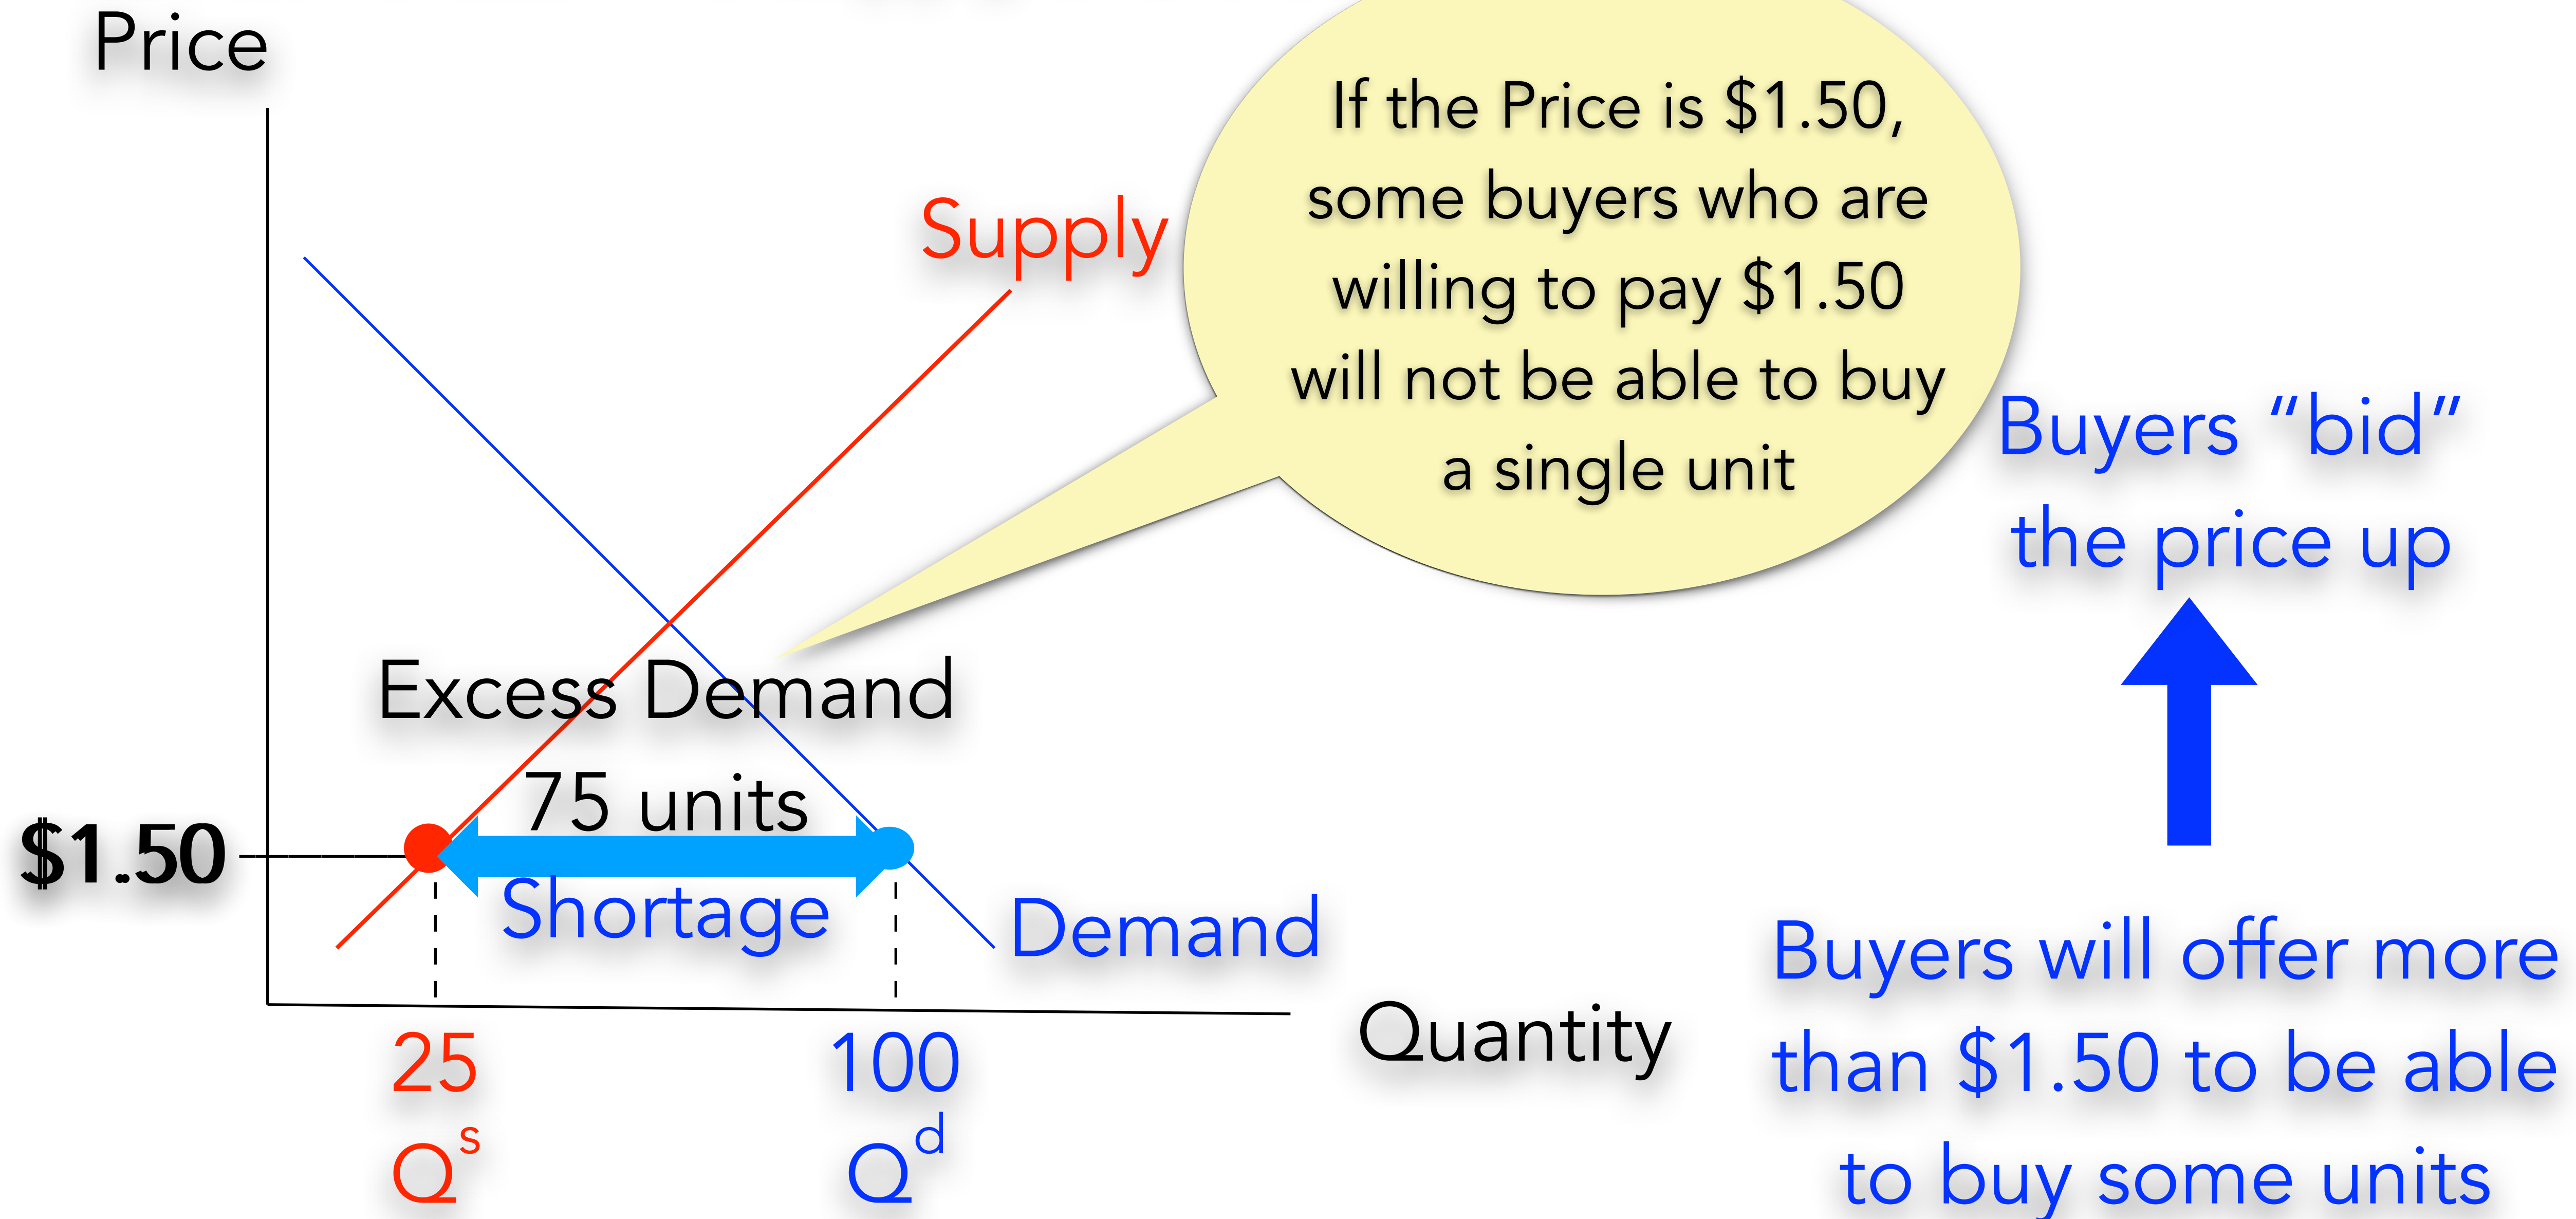 Price
If the Price is $1.50,
some buyers who are
willing to pay $1.50
will not be able to buy
a single unit
Supply
Buyers “bid”
the price up
Excess Demand
75 units
$1.50
Shortage
Demand
Quantity
Buyers will offer more
than $1.50 to be able
to buy some units
25
100
Qs
Qd